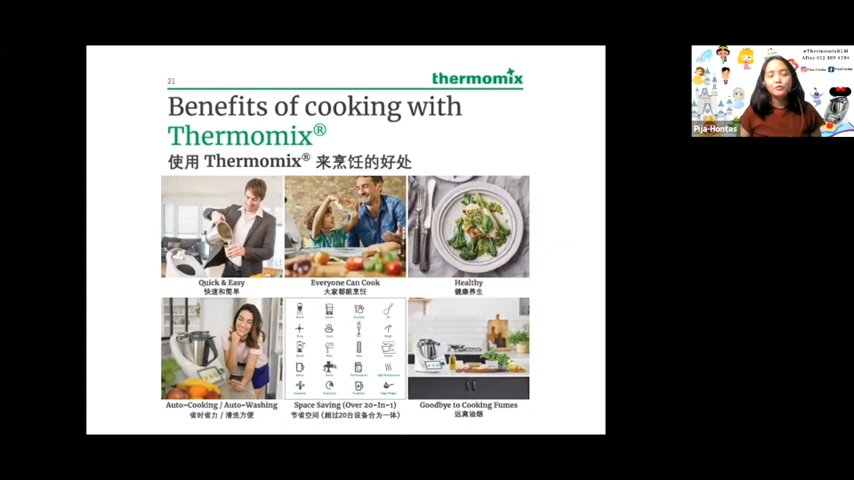 21
thermomix
Benefits of cooking with
Thermomix®
使用 Thermomix® 来烹饪的好处
Quick & Easy
快速和简单
Everyone Can Cook
大家都能烹饪
Healthy
健康养生
Auto-Cooking / Auto-Washing
省时省力 / 清洗方便
Space Saving (Over 20-In-1)
节省空间 (超过20台设备合为一体)
Goodbye to Cooking Fumes
远离油烟
#ThermomixKLM
Pija-Hontas